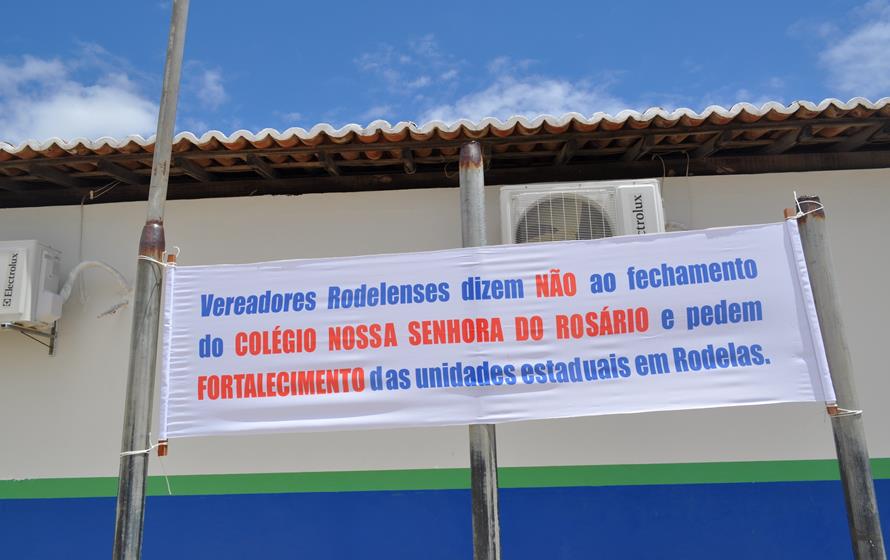 Electrolux
Electrolux
Vereadores Rodelenses dizem NÃO ao fechamento
do COLÉGIO NOSSA SENHORA DO ROSÁRIO e pedem
FORTALECIMENTO das unidades estaduais em Rodelas.